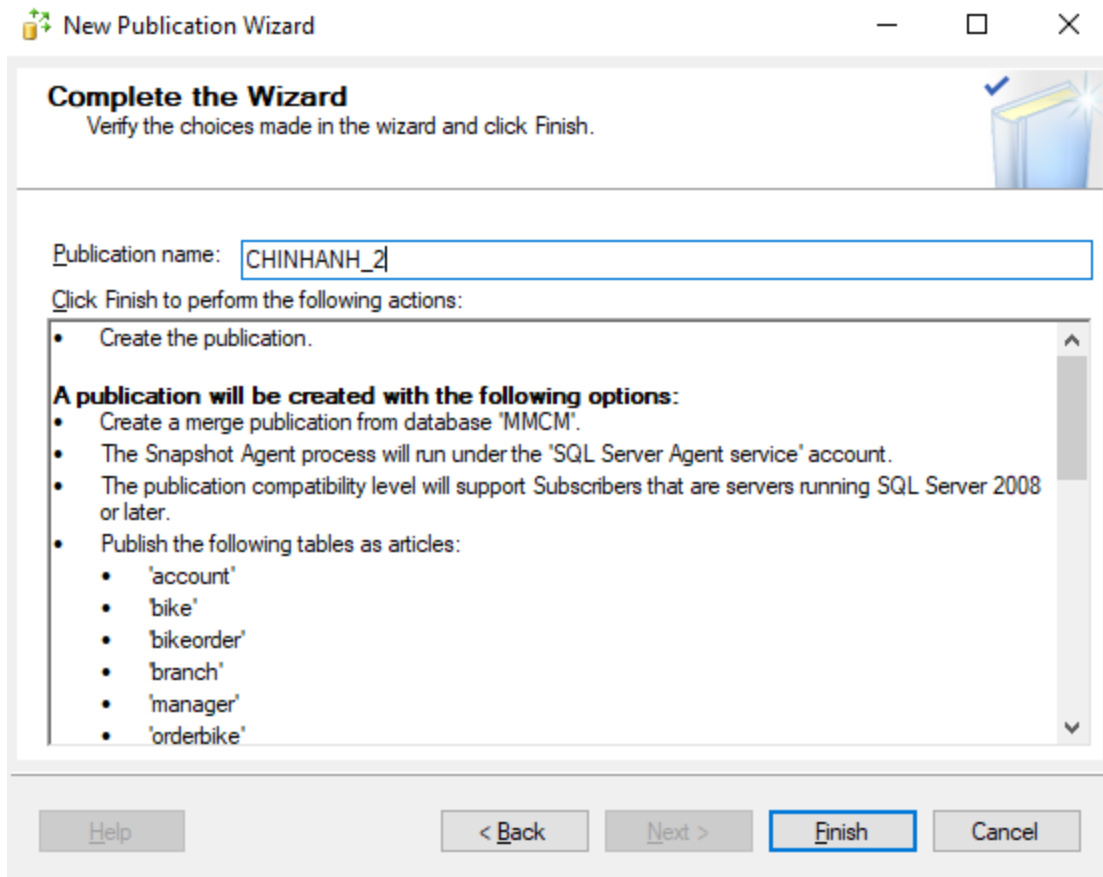 New Publication Wizard
Complete the Wizard
Verify the choices made in the wizard and click Finish.
Publication name: CHINHANH_2
Click Finish to perform the following actions:
• Create the publication.
A publication will be created with the following options:
• Create a merge publication from database 'MMCM'.
• The Snapshot Agent process will run under the 'SQL Server Agent service' account.
• The publication compatibility level will support Subscribers that are servers running SQL Server 2008
or later.
• Publish the following tables as articles:
• 'account'
• 'bike'
• 'bikeorder'
• 'branch'
• 'manager'
• 'orderbike'
Help < Back Next > Finish Cancel